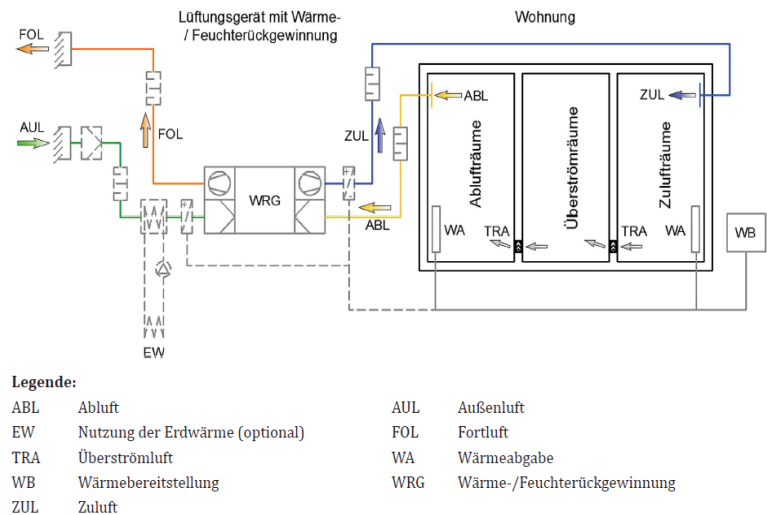 Lüftungsgerät mit Wärme-
/ Feuchterückgewinnung
Wohnung
FOL
AUL
FOL
ZUL
WRG
ABL
ABL
ZUL
Ablufträume
Überströmräume
Zulufträume
WA
TRA
TRA
WA
WB
EW
Legende:
ABL Abluft
EW Nutzung der Erdwärme (optional)
TRA Überströmluft
WB Wärmebereitstellung
ZUL Zuluft
AUL Außenluft
FOL Fortluft
WA Wärmeabgabe
WRG Wärme-/Feuchterückgewinnung